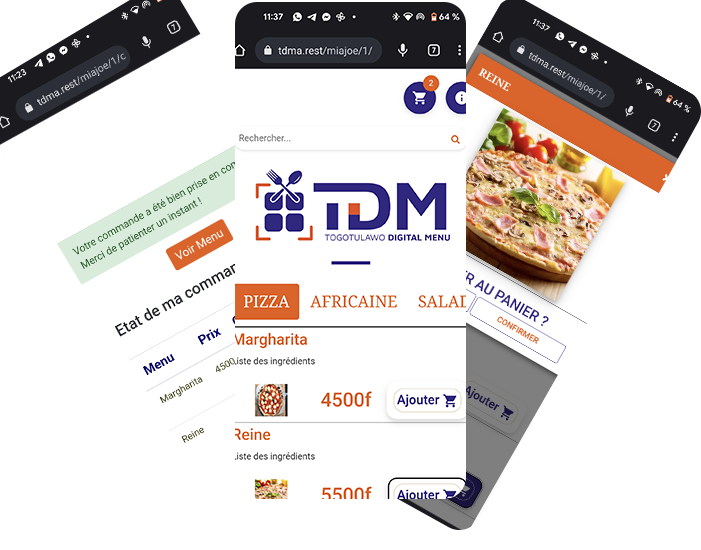 11:23
tdma.rest/miajoe/1/c
7
Votre commande a été bien prise en com
Merci de patienter un instant !
Voir Menu
Etat de ma comman
Menu Prix
Margharita 4500
Reine
11:37 64 %
tdma.rest/miajoe/1/
7
2
Rechercher...
TDM
TOGOTULAWO DIGITAL MENU
PIZZA AFRICAINE SALAD
Margharita
Liste des ingrédients
4500f Ajouter
Reine
Liste des ingrédients
5500f Ajouter
11:37 64 %
tdma.rest/miajoe/1/
7
REINE
ER AU PANIER ?
CONFIRMER
Ajouter